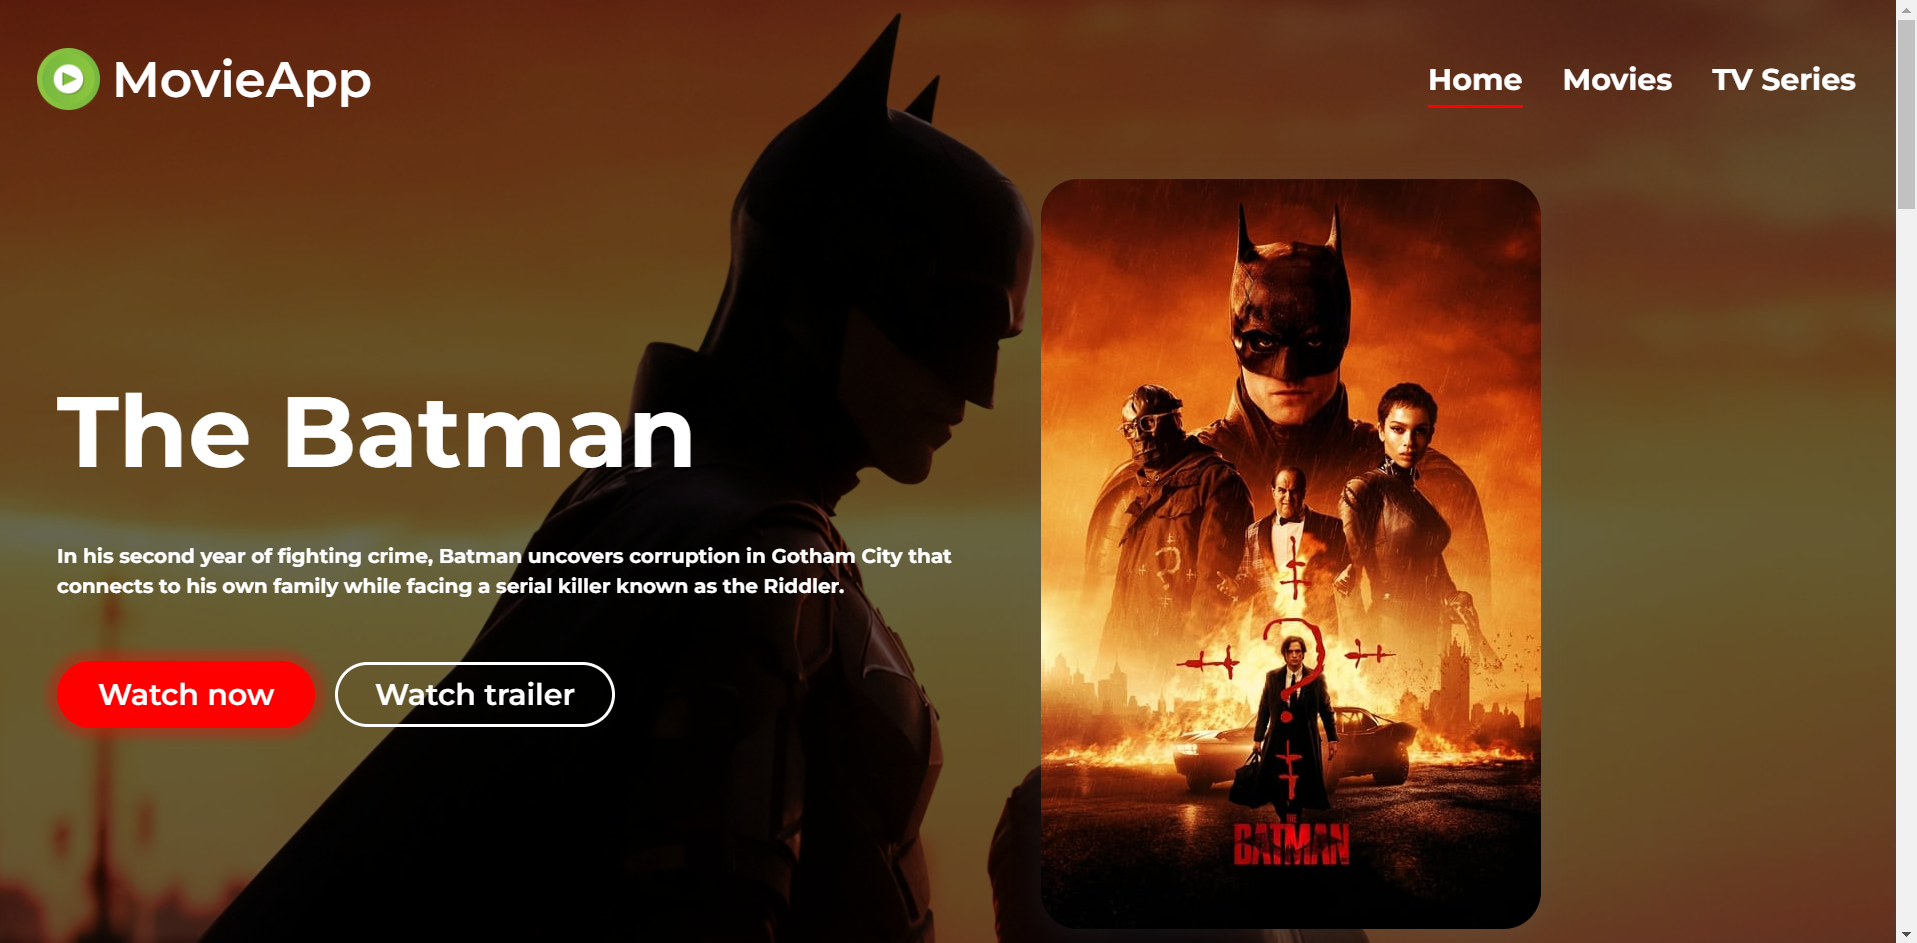 MovieApp
Home
Movies
TV Series
The Batman
In his second year of fighting crime, Batman uncovers corruption in Gotham City that
connects to his own family while facing a serial killer known as the Riddler.
Watch now
Watch trailer
?
?
THE
BATMAN